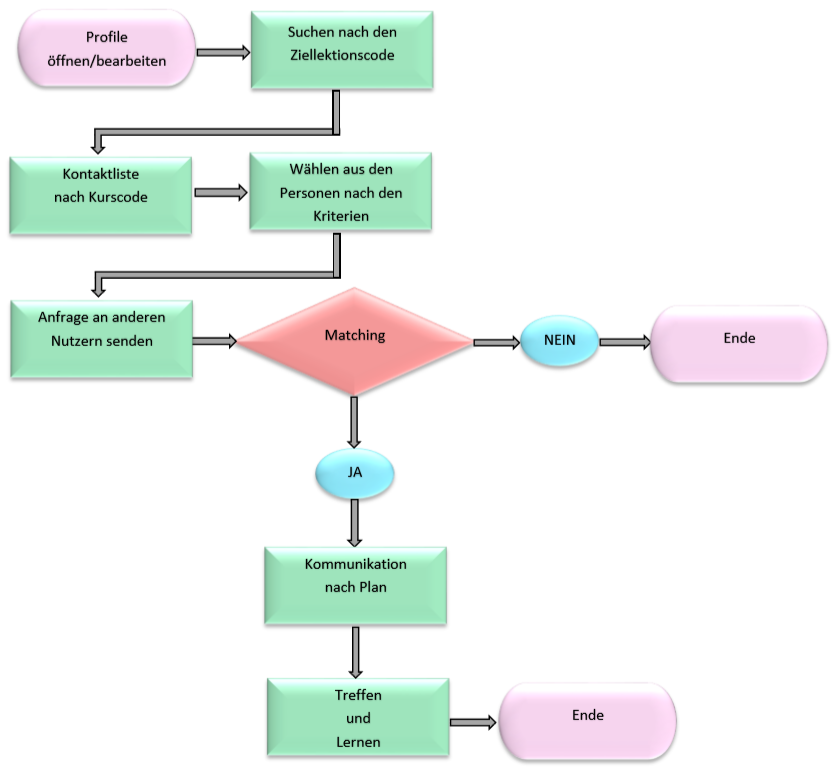 Profile
öffnen/bearbeiten
Suchen nach den
Ziellektionscode
Kontaktliste
nach Kurscode
Wählen aus den
Personen nach den
Kriterien
Anfrage an anderen
Nutzern senden
Matching
NEIN
Ende
JA
Kommunikation
nach Plan
Treffen
und
Lernen
Ende